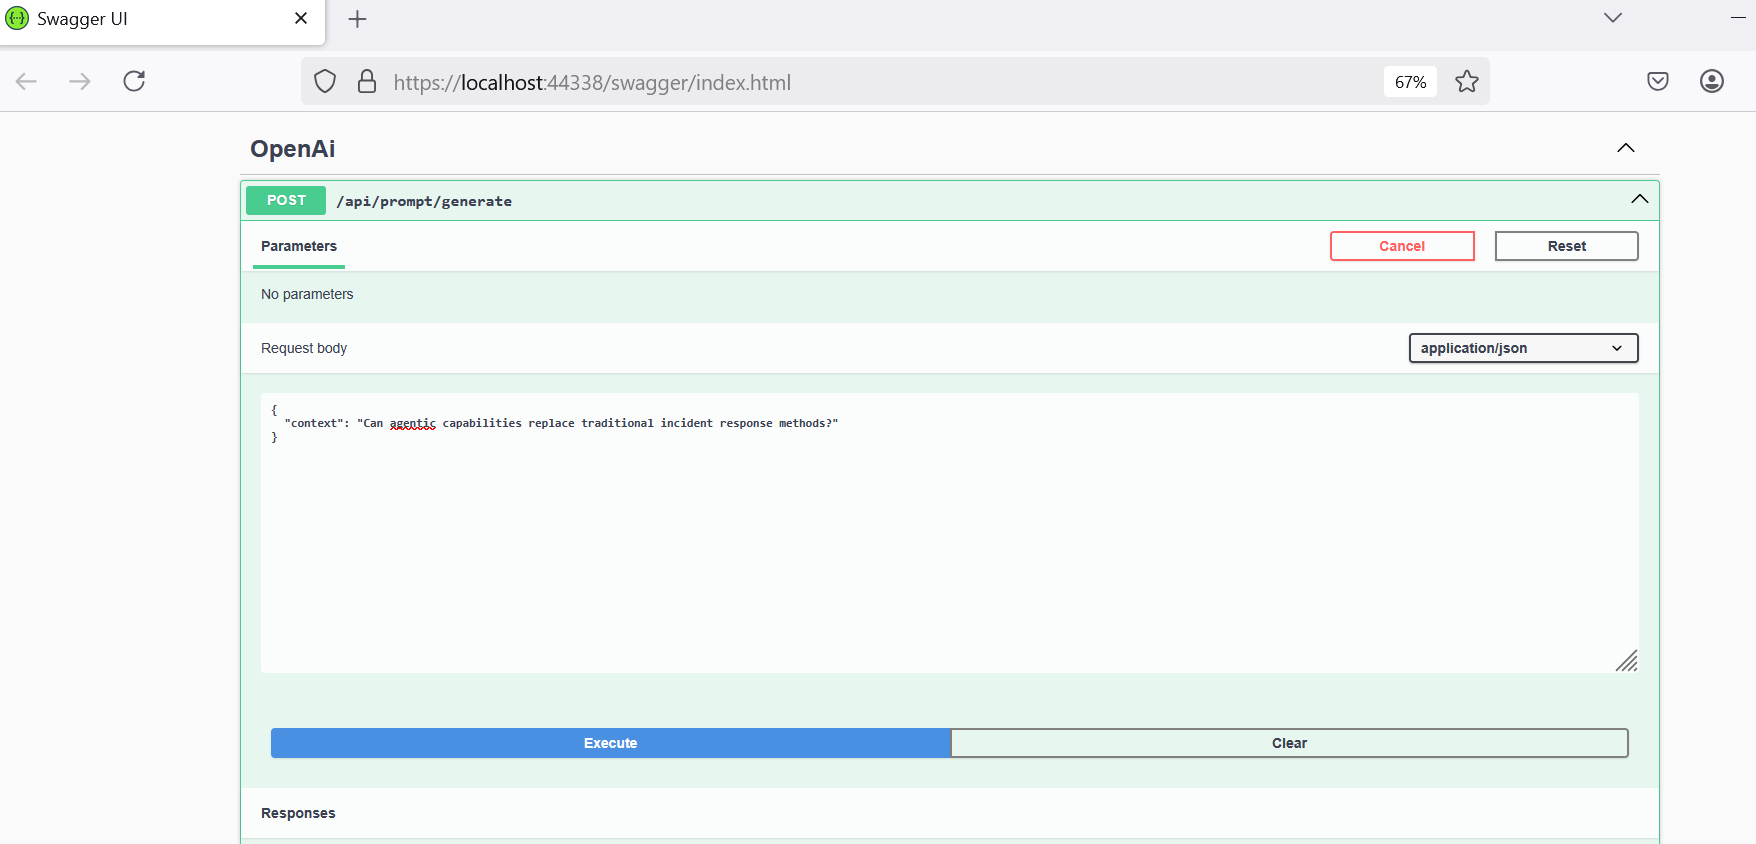 Swagger UI
https://localhost:44338/swagger/index.html
67%
OpenAi
POST /api/prompt/generate
Parameters
Cancel
Reset
No parameters
Request body
application/json
{
"context": "Can agentic capabilities replace traditional incident response methods?"
}
Execute
Clear
Responses